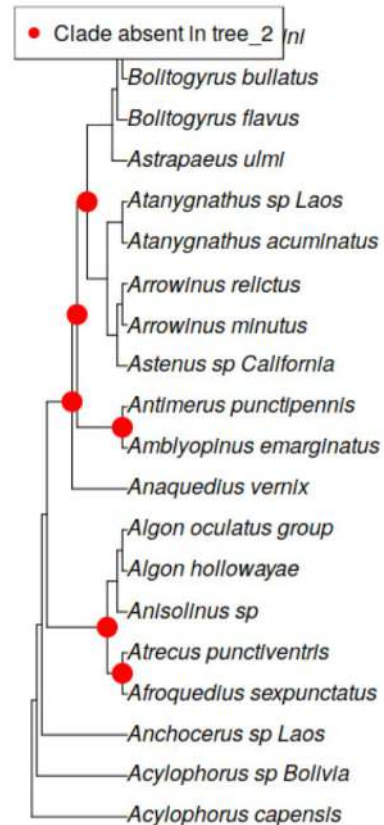 Clade absent in tree_2
Bolitogyrus bullatus
Bolitogyrus flavus
Astrapaeus ulmi
Atanygnathus sp Laos
Atanygnathus acuminatus
Arrowinus relictus
Arrowinus minutus
Astenus sp California
Antimerus punctipennis
Amblyopinus emarginatus
Anaquedius vernix
Algon oculatus group
Algon hollowayae
Anisolinus sp
Atrecus punctiventris
Afroquedius sexpunctatus
Anchocerus sp Laos
Acylophorus sp Bolivia
Acylophorus capensis